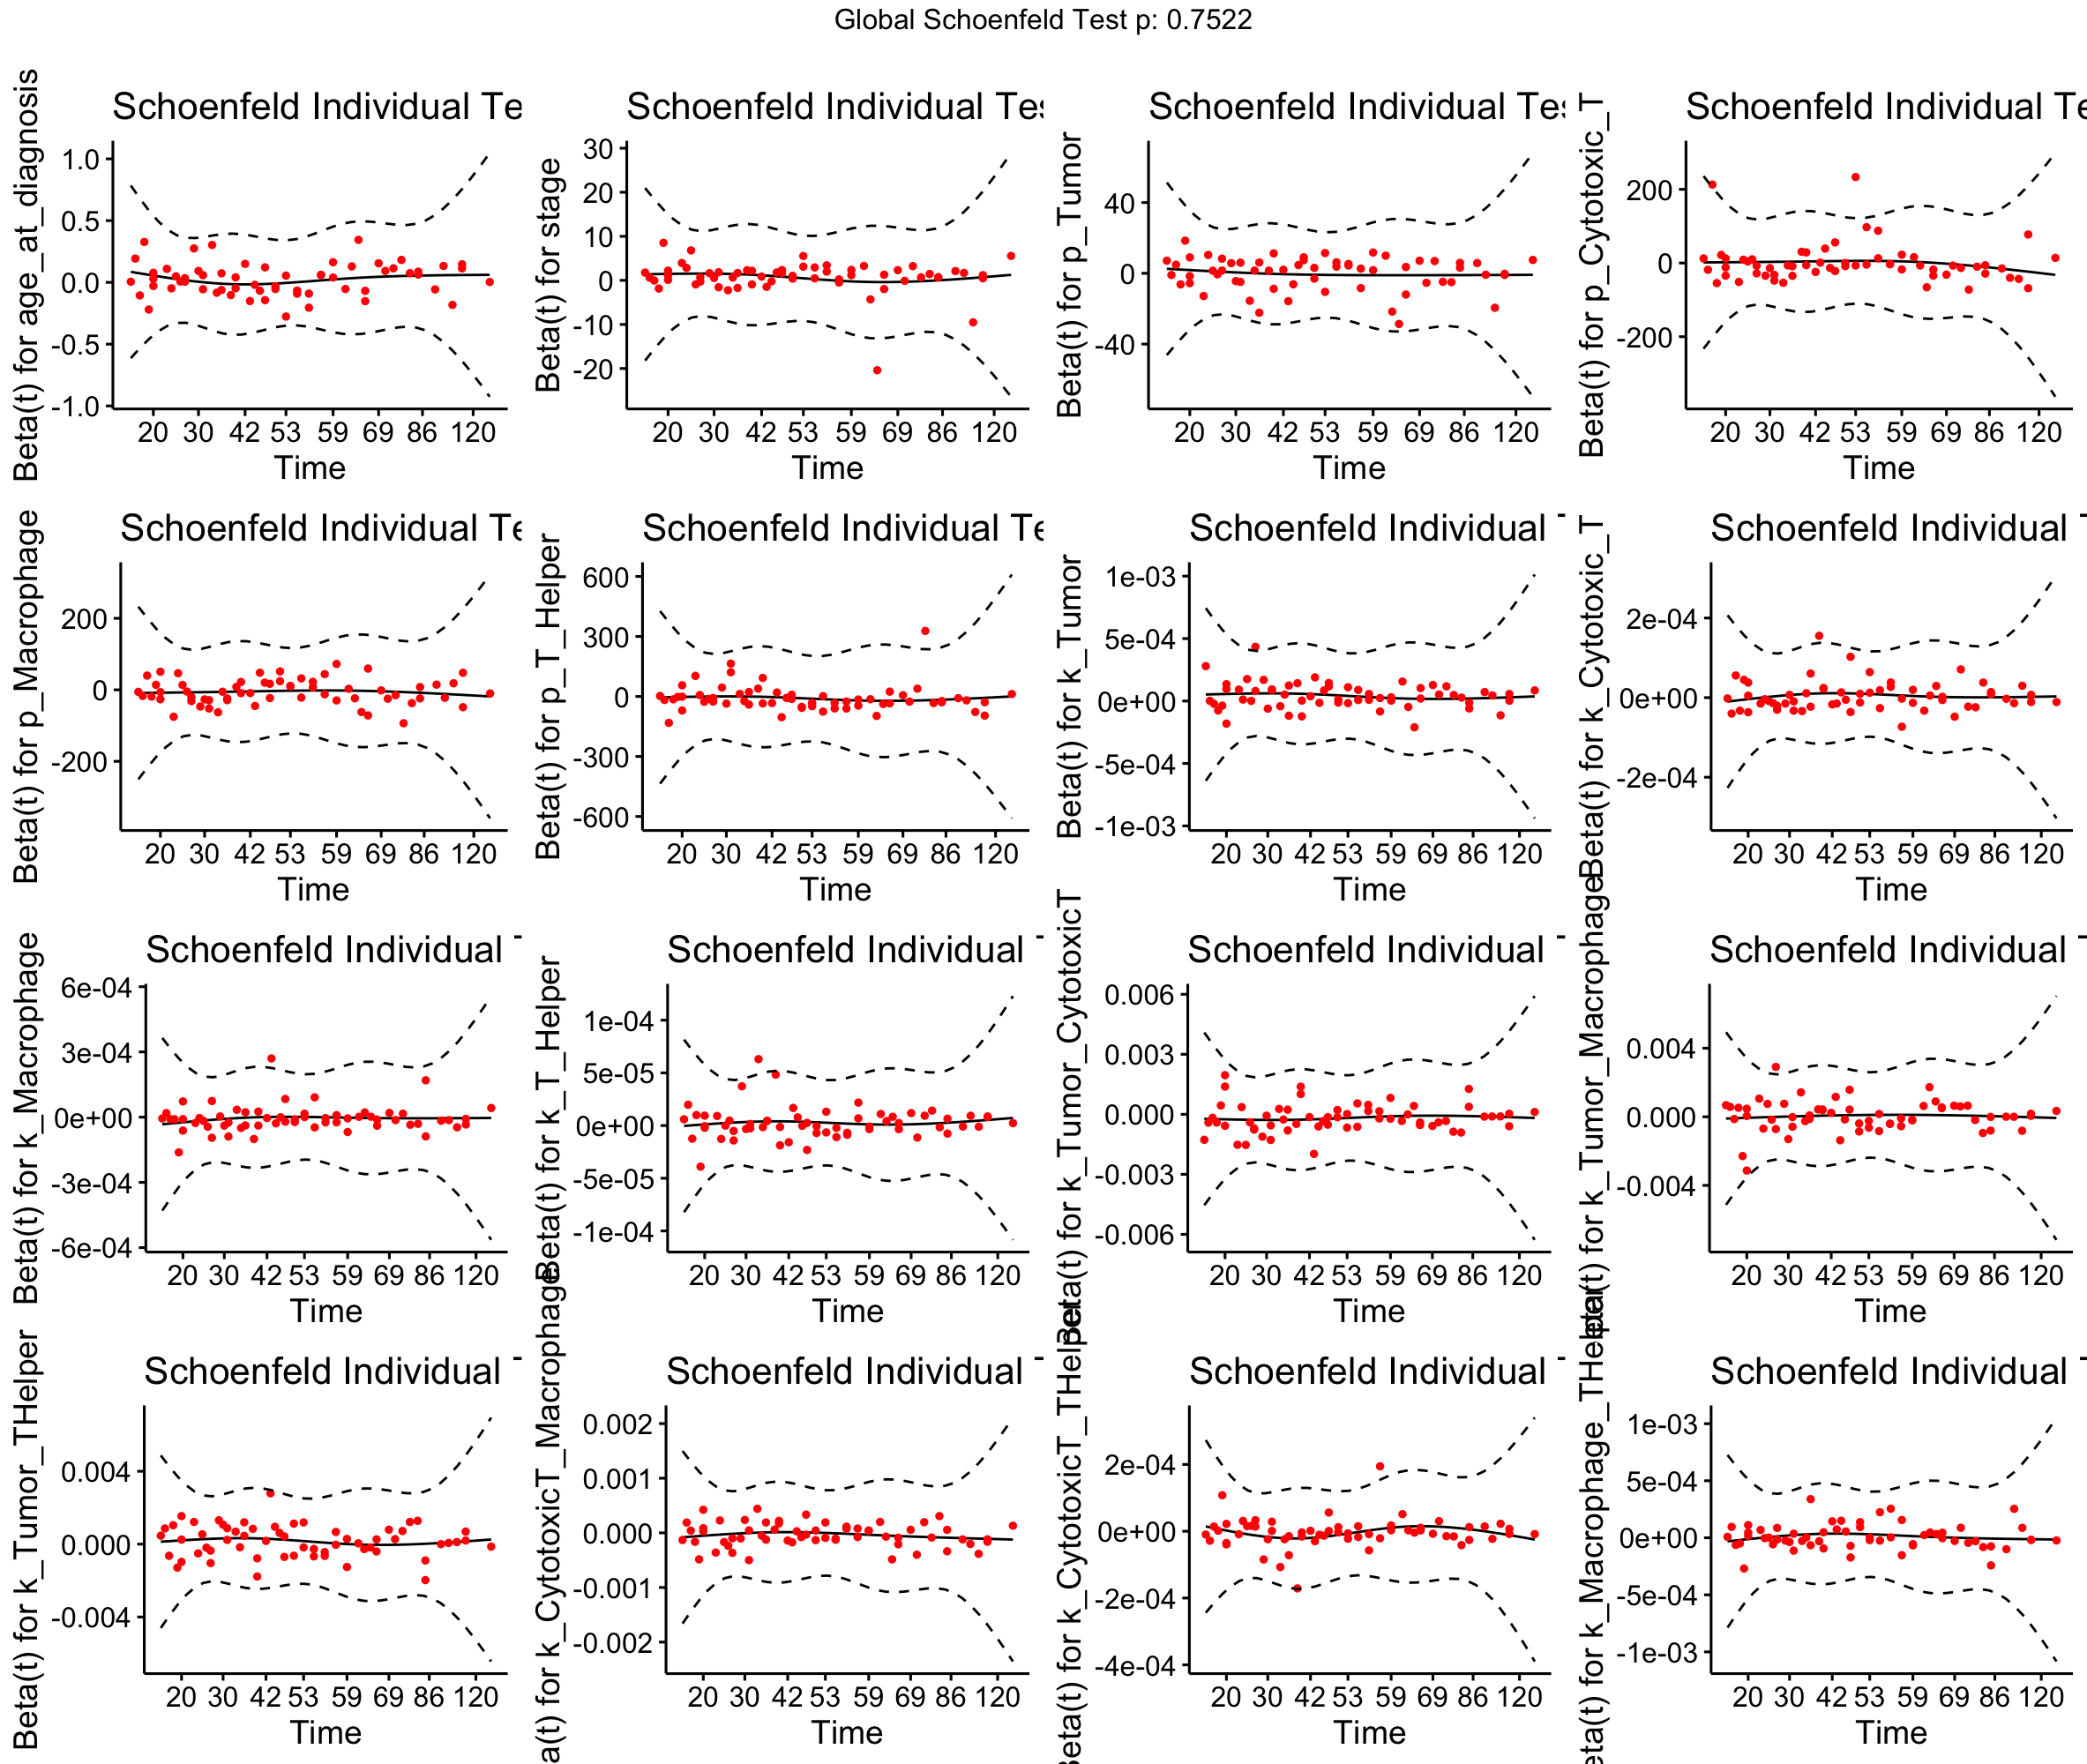 Global Schoenfeld Test p: 0.7522
Schoenfeld Individual Te
Beta(t) for age_at_diagnosis
1.0
0.5
0.0
-0.5
-1.0
20 30 42 53 59 69 86 120
Time
Schoenfeld Individual Tes
Beta(t) for stage
30
20
10
0
-10
-20
20 30 42 53 59 69 86 120
Time
Schoenfeld Individual Tes
Beta(t) for p_Tumor
40
0
-40
20 30 42 53 59 69 86 120
Time
Schoenfeld Individual Te
Beta(t) for p_Cytotoxic_T
200
0
-200
20 30 42 53 59 69 86 120
Time
Schoenfeld Individual Te
Beta(t) for p_Macrophage
200
0
-200
20 30 42 53 59 69 86 120
Time
Schoenfeld Individual Te
Beta(t) for p_T_Helper
600
300
0
-300
-600
20 30 42 53 59 69 86 120
Time
Schoenfeld Individual T
Beta(t) for k_Tumor
1e-03
5e-04
0e+00
-5e-04
-1e-03
20 30 42 53 59 69 86 120
Time
Schoenfeld Individual T
Beta(t) for k_Cytotoxic_T
2e-04
0e+00
-2e-04
20 30 42 53 59 69 86 120
Time
Schoenfeld Individual T
Beta(t) for k_Macrophage
6e-04
3e-04
0e+00
-3e-04
-6e-04
20 30 42 53 59 69 86 120
Time
Schoenfeld Individual T
Beta(t) for k_T_Helper
1e-04
5e-05
0e+00
-5e-05
-1e-04
20 30 42 53 59 69 86 120
Time
Schoenfeld Individual T
Beta(t) for k_Tumor_CytotoxicT
0.006
0.003
0.000
-0.003
-0.006
20 30 42 53 59 69 86 120
Time
Schoenfeld Individual T
Beta(t) for k_Tumor_Macrophage
0.004
0.000
-0.004
20 30 42 53 59 69 86 120
Time
Schoenfeld Individual T
Beta(t) for k_Tumor_THelper
0.004
0.000
-0.004
20 30 42 53 59 69 86 120
Time
Schoenfeld Individual T
a(t) for k_CytotoxicT_Macrophage
0.002
0.001
0.000
-0.001
-0.002
20 30 42 53 59 69 86 120
Time
Schoenfeld Individual T
Beta(t) for k_CytotoxicT_THelper
2e-04
0e+00
-2e-04
-4e-04
20 30 42 53 59 69 86 120
Time
Schoenfeld Individual T
eta(t) for k_Macrophage_THelper
1e-03
5e-04
0e+00
-5e-04
-1e-03
20 30 42 53 59 69 86 120
Time